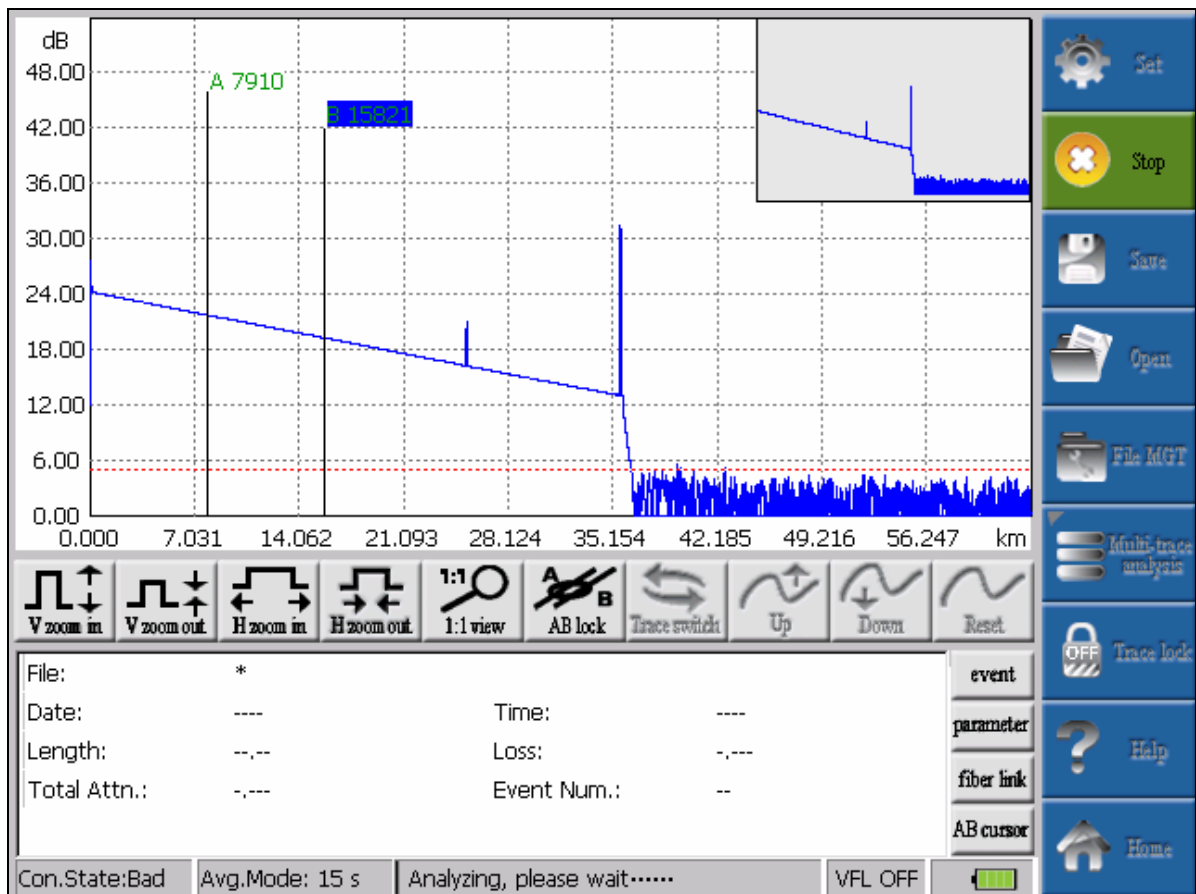 dB
48.00
A 7910
B 15821
42.00
36.00
30.00
24.00
18.00
12.00
6.00
0.00
0.000 7.031 14.062 21.093 28.124 35.154 42.185 49.216 56.247 km
1:1 A B
V zoom in V zoom out H zoom in H zoom out 1:1 view AB lock Trace switch Up Down Reset
File: *
Date: ---- Time: ----
Length: --.-- Loss: -.---
Total Attn.: -.--- Event Num.: --
event
parameter
fiber link
AB cursor
Con.State:Bad Avg.Mode: 15 s Analyzing, please wait······ VFL OFF
Set
Stop
Save
Open
File MGT
Multi-trace
analysis
OFF Trace lock
Help
Home